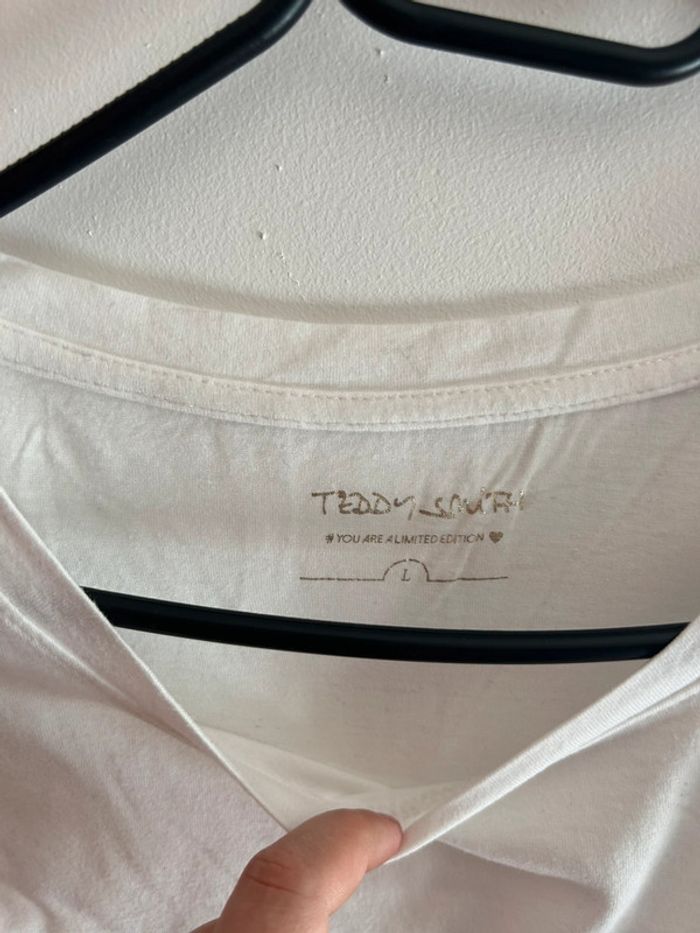 TEDDY SMITH
# YOU ARE A LIMITED EDITION ♥
L